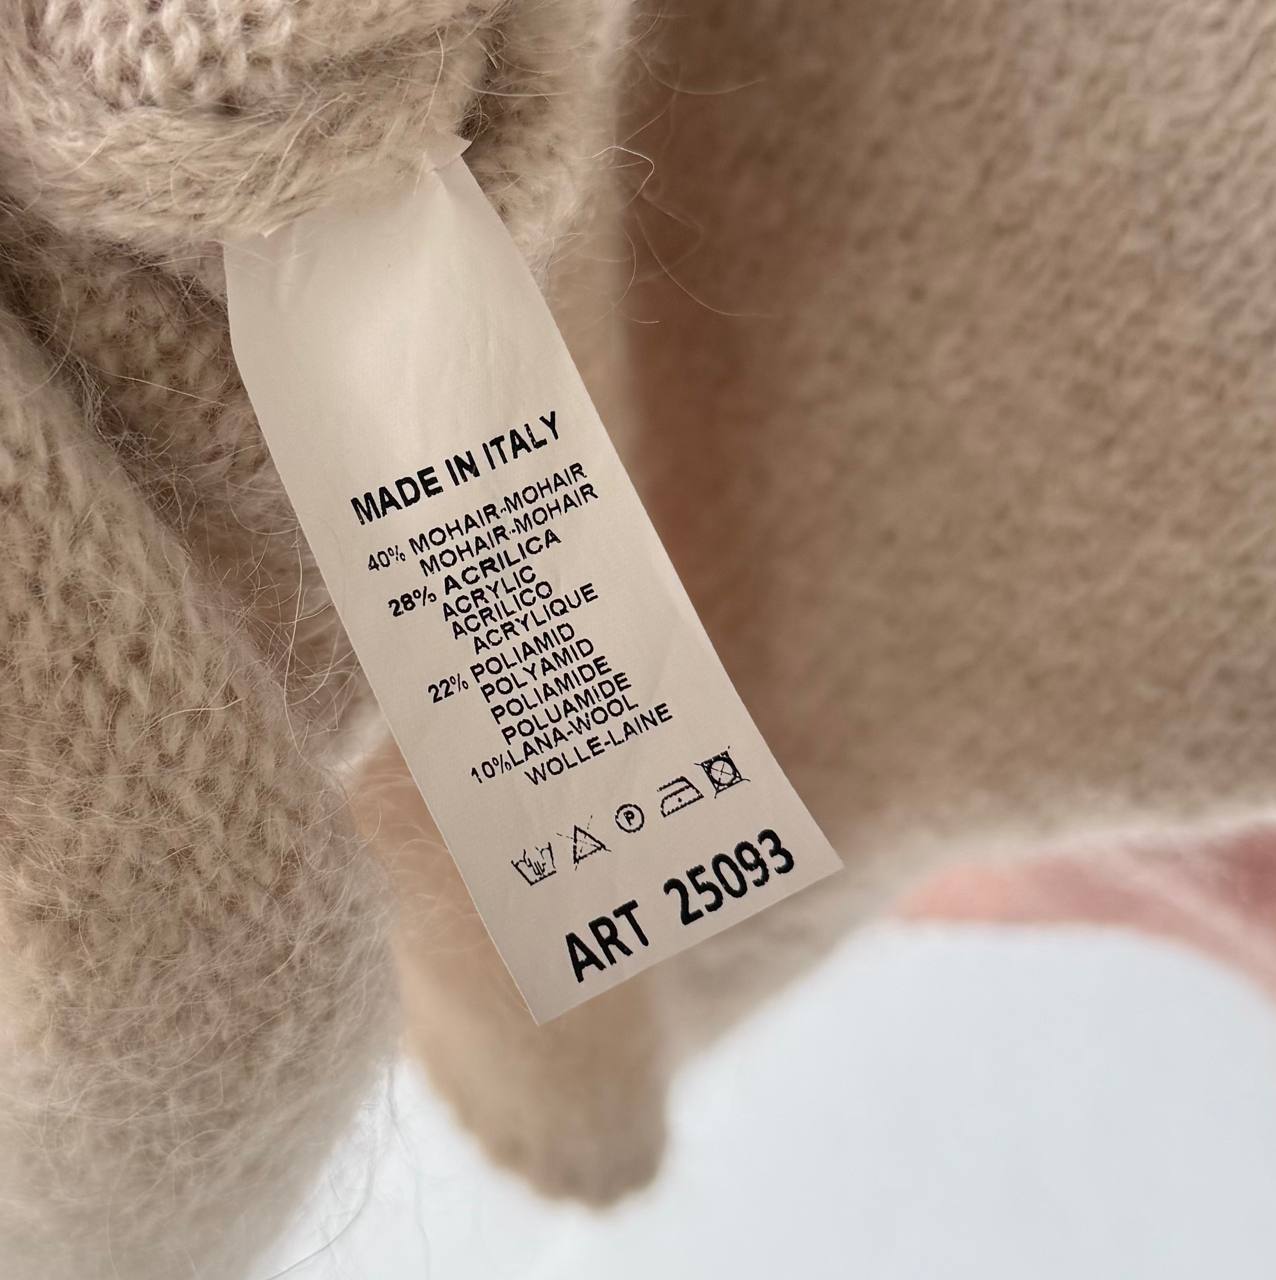 MADE IN ITALY
40% MOHAIR-MOHAIR
MOHAIR-MOHAIR
28% ACRILICA
ACRYLIC
ACRILICO
ACRYLIQUE
22% POLIAMID
POLYAMID
POLIAMIDE
POLUAMIDE
10%LANA-WOOL
WOLLE-LAINE
P
ART 25093